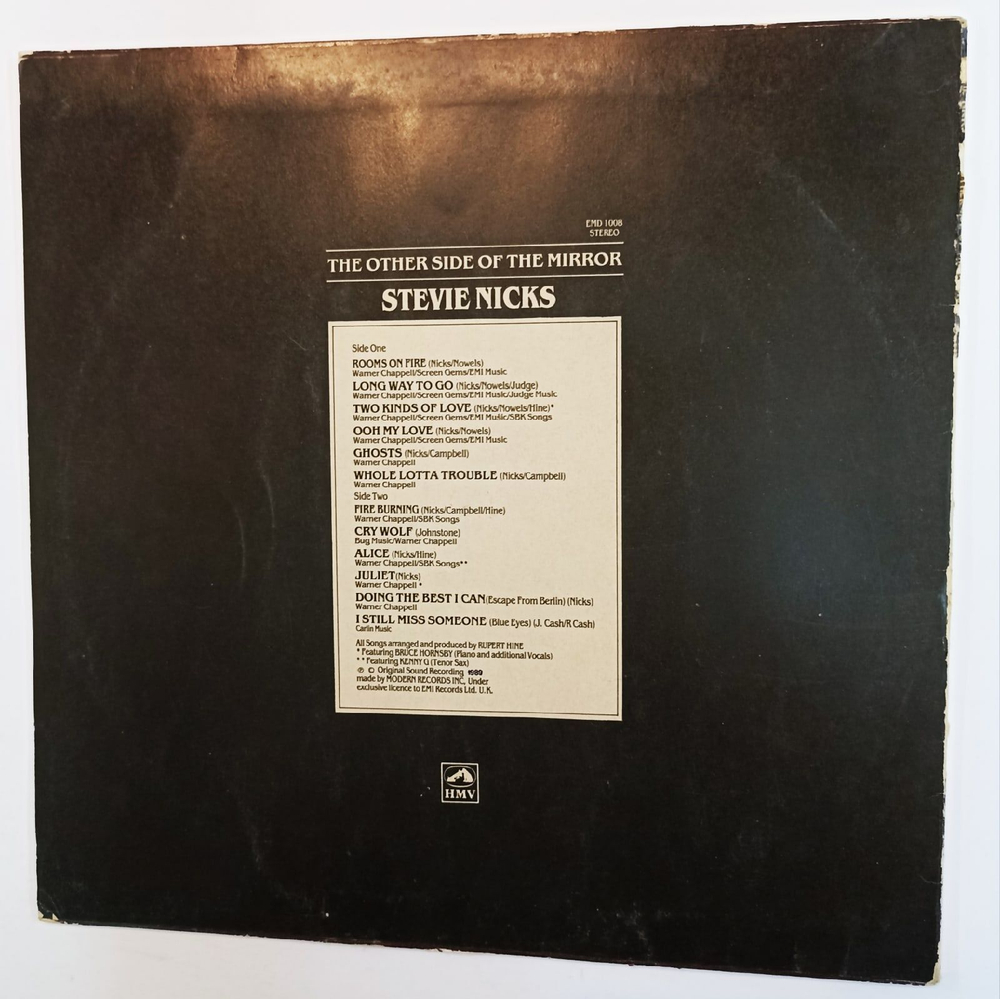 EMD 1008
STEREO
THE OTHER SIDE OF THE MIRROR
STEVIE NICKS
Side One
ROOMS ON FIRE (Nicks/Nowels)
Warner Chappell/Screen Gems/EMI Music
LONG WAY TO GO (Nicks/Nowels/Judge)
Warner Chappell/Screen Gems/EMI Music/Judge Music
TWO KINDS OF LOVE (Nicks/Nowels/Hine)*
Warner Chappell/Screen Gems/EMI Music/SBK Songs
OOH MY LOVE (Nicks/Nowels)
Warner Chappell/Screen Gems/EMI Music
GHOSTS (Nicks/Campbell)
Warner Chappell
WHOLE LOTTA TROUBLE (Nicks/Campbell)
Warner Chappell
Side Two
FIRE BURNING (Nicks/Campbell/Hine)
Warner Chappell/SBK Songs
CRY WOLF (Johnstone)
Bug Music/Warner Chappell
ALICE (Nicks/Hine)
Warner Chappell/SBK Songs**
JULIET(Nicks)
Warner Chappell *
DOING THE BEST I CAN(Escape From Berlin) (Nicks)
Warner Chappell
I STILL MISS SOMEONE (Blue Eyes) (J. Cash/R Cash)
Carlin Music
All Songs arranged and produced by RUPERT HINE
* Featuring BRUCE HORNSBY (Piano and additional Vocals)
** Featuring KENNY G (Tenor Sax)
℗ © Original Sound Recording 1989
made by MODERN RECORDS INC, Under
exclusive licence to EMI Records Ltd. U.K.
HMV